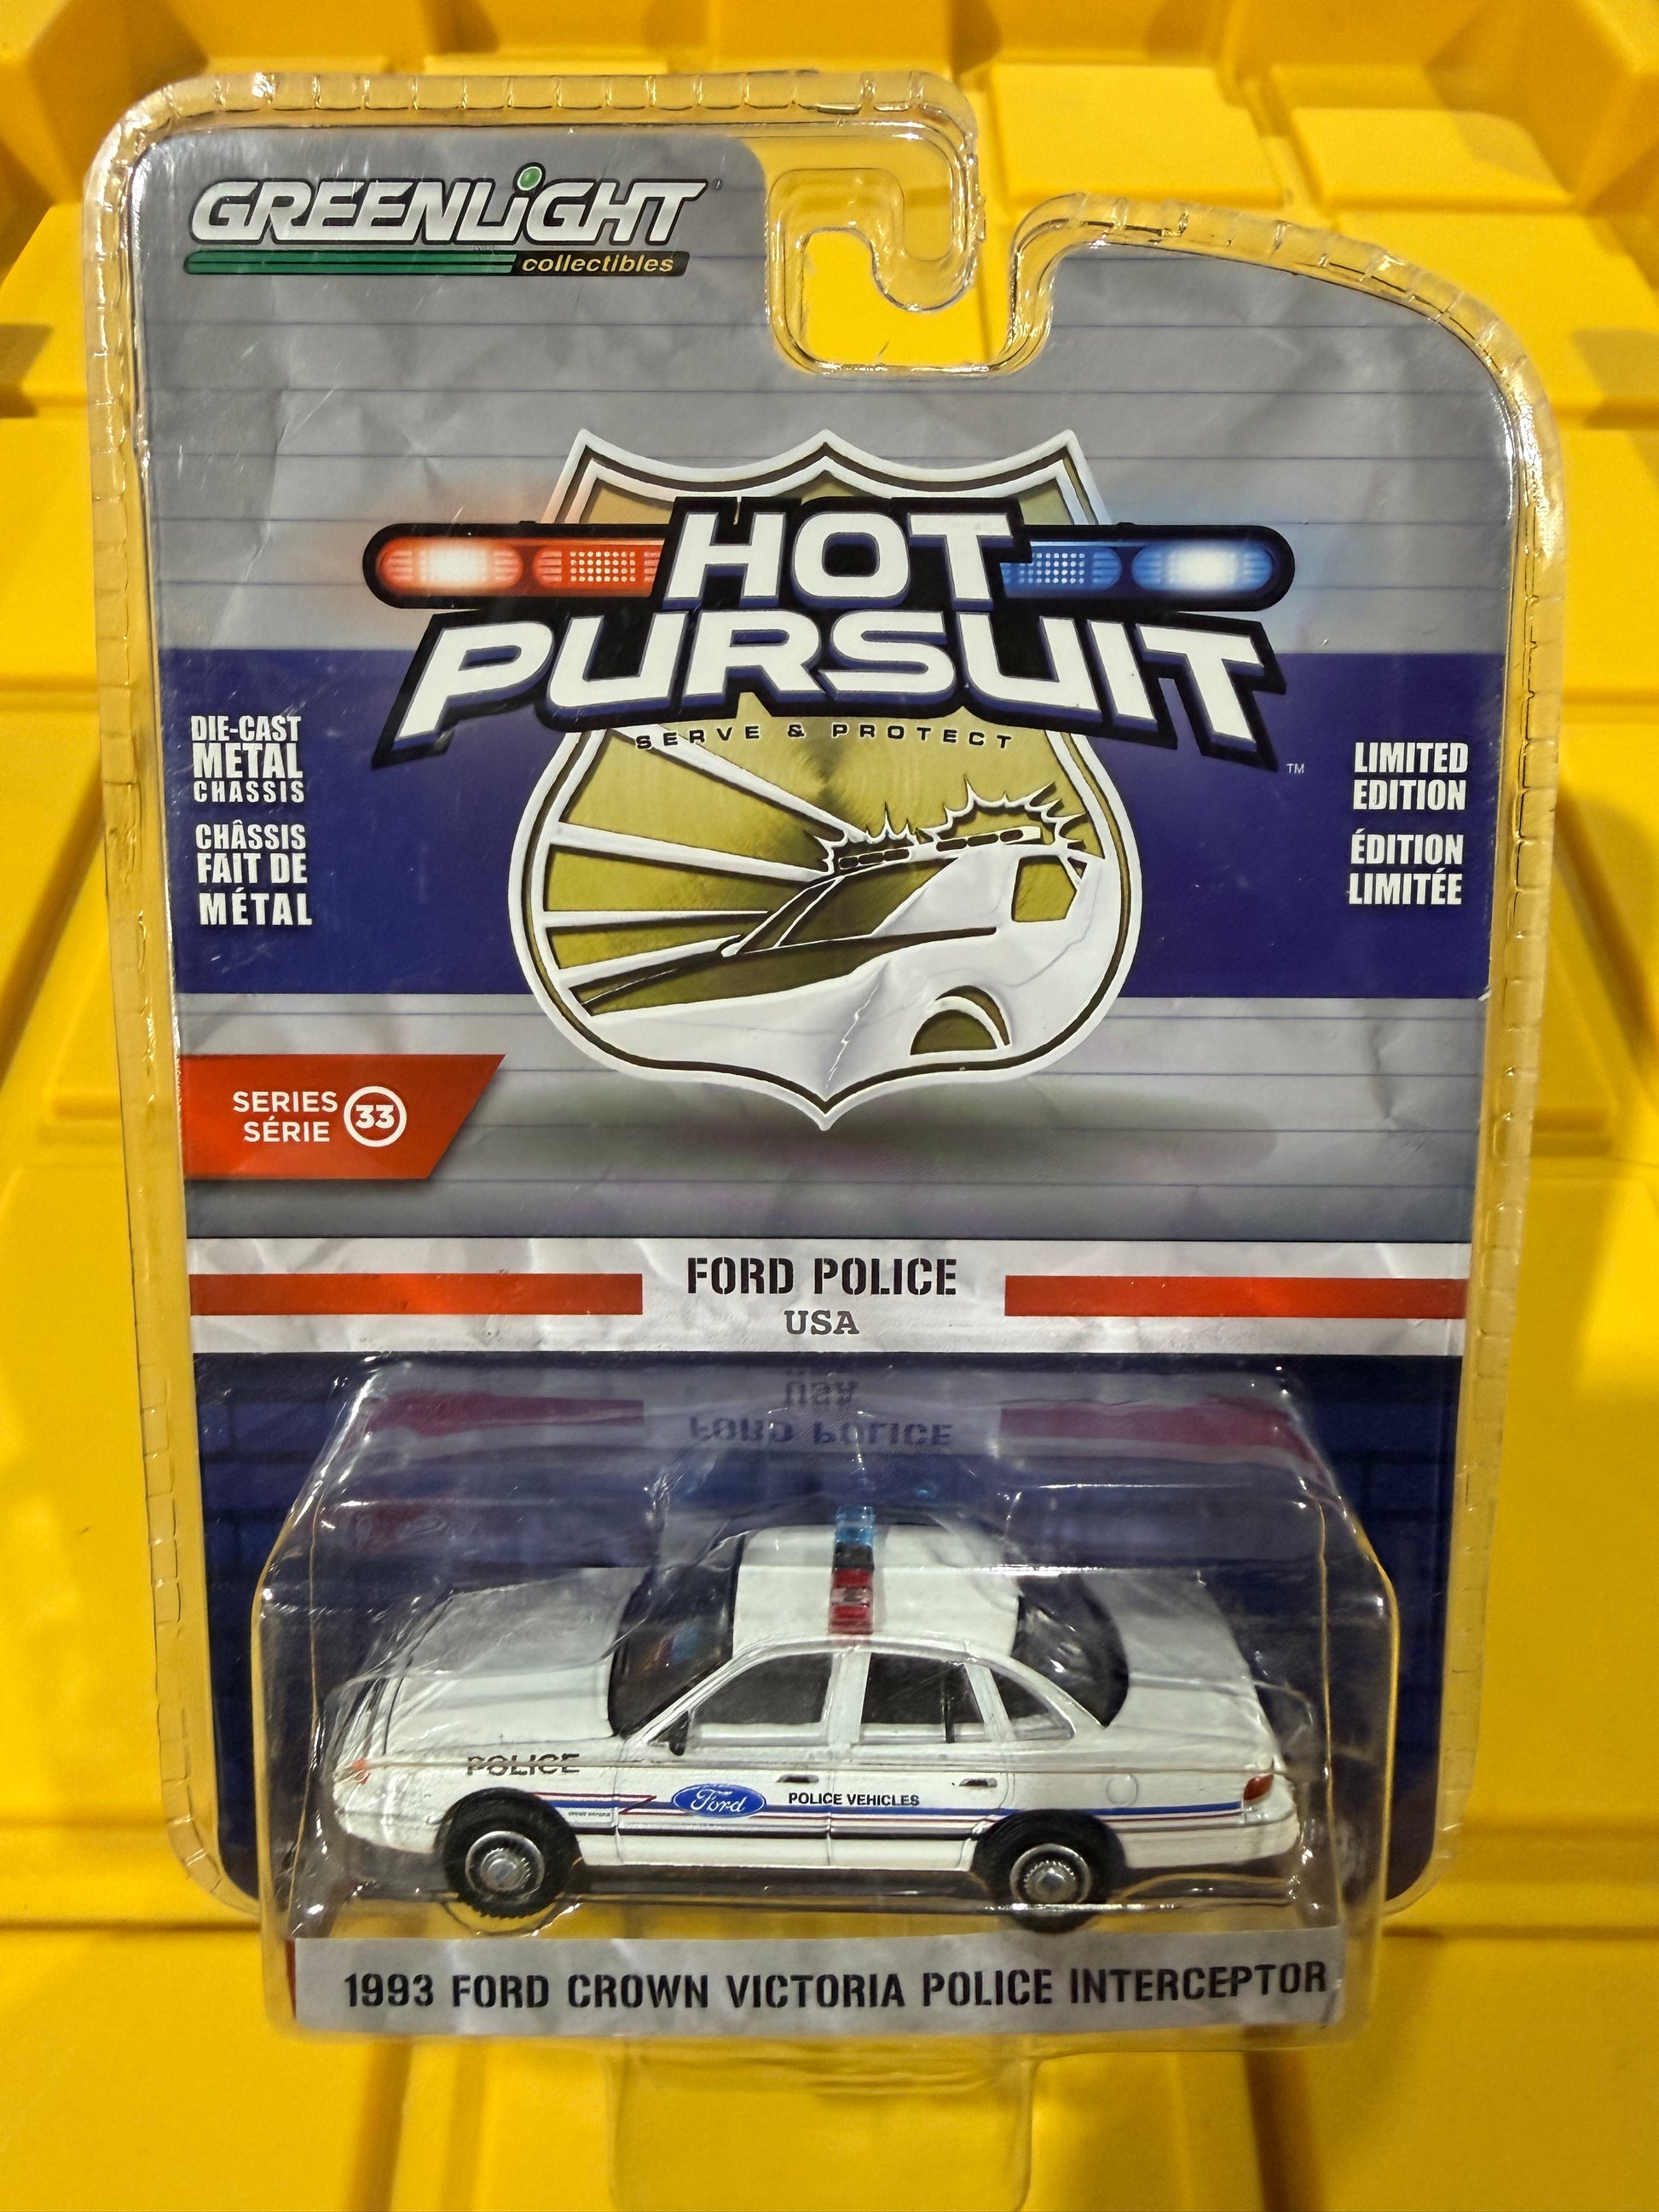 GREENLiGHT
collectibles
HOT
PURSUIT
SERVE & PROTECT
TM
DIE-CAST
METAL
CHASSIS
CHÂSSIS
FAIT DE
MÉTAL
LIMITED
EDITION
ÉDITION
LIMITÉE
SERIES
SÉRIE
33
FORD POLICE
USA
POLICE
Ford
POLICE VEHICLES
1993 FORD CROWN VICTORIA POLICE INTERCEPTOR